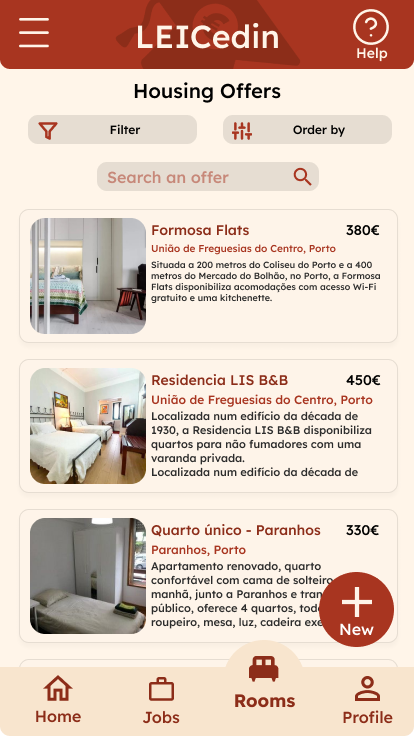 LEICedin
Help
Housing Offers
Filter
Order by
Search an offer
Formosa Flats
380€
União de Freguesias do Centro, Porto
Situada a 200 metros do Coliseu do Porto e a 400
metros do Mercado do Bolhão, no Porto, a Formosa
Flats disponibiliza acomodações com acesso Wi-Fi
gratuito e uma kitchenette.
Residencia LIS B&B
450€
União de Freguesias do Centro, Porto
Localizada num edifício da década de
1930, a Residencia LIS B&B disponibiliza
quartos para não fumadores com uma
varanda privada.
Localizada num edifício da década de
Quarto único - Paranhos
330€
Paranhos, Porto
Apartamento renovado, quarto
confortável com cama de solteiro
manhã, junto a Paranhos e
público, oferece 4 quartos,
roupeiro, mesa, luz, cadeira
New
Home
Jobs
Rooms
Profile